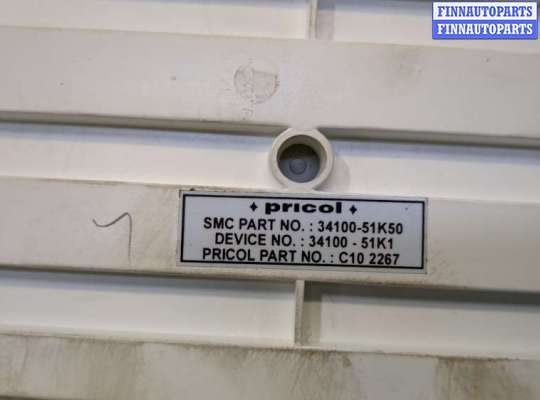 FINNAUTOPARTS
FINNAUTOPARTS
pricol
SMC PART NO. : 34100-51K50
DEVICE NO. : 34100 - 51K1
PRICOL PART NO. : C10 2267